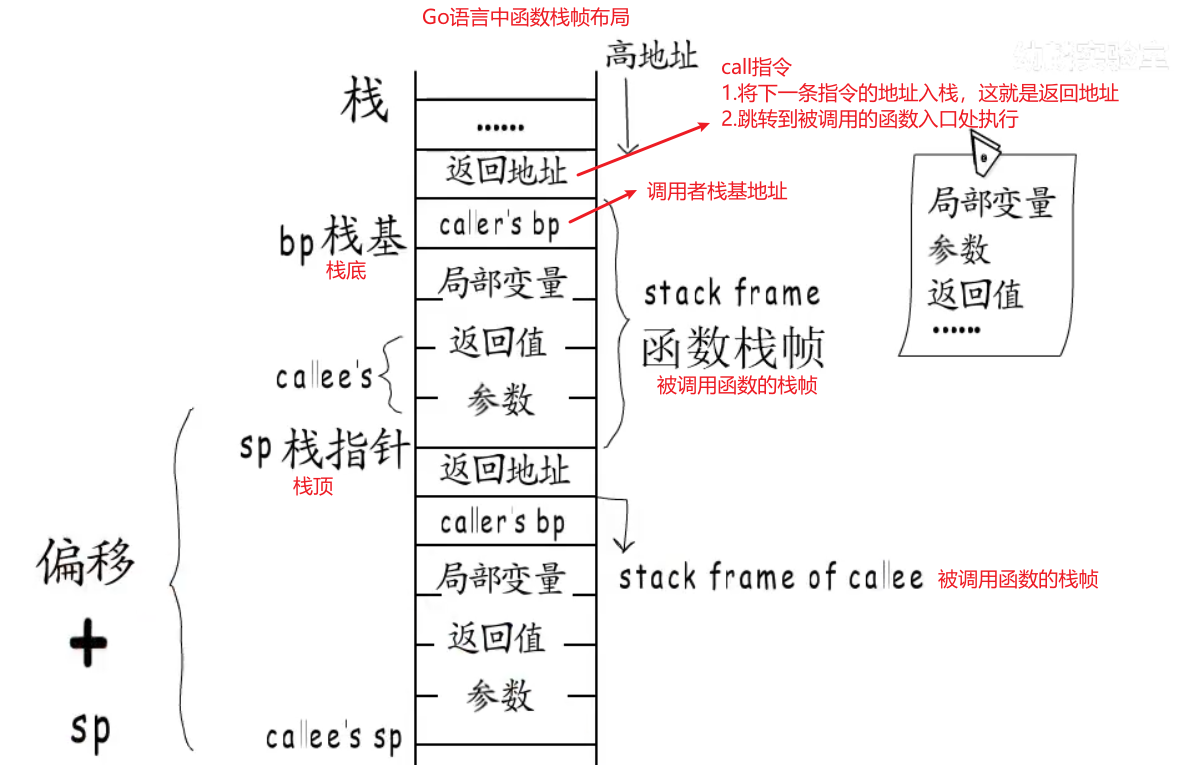 Go语言中函数栈帧布局
高地址
幼麟实验室
call指令
1.将下一条指令的地址入栈，这就是返回地址
2.跳转到被调用的函数入口处执行
栈
......
返回地址
调用者栈基地址
caller's bp
bp 栈基
栈底
局部变量
返回值
参数
callee's
stack frame
函数栈帧
被调用函数的栈帧
局部变量
参数
返回值
......
sp 栈指针
栈顶
返回地址
caller's bp
局部变量
返回值
参数
stack frame of callee 被调用函数的栈帧
偏移
+
sp
callee's sp